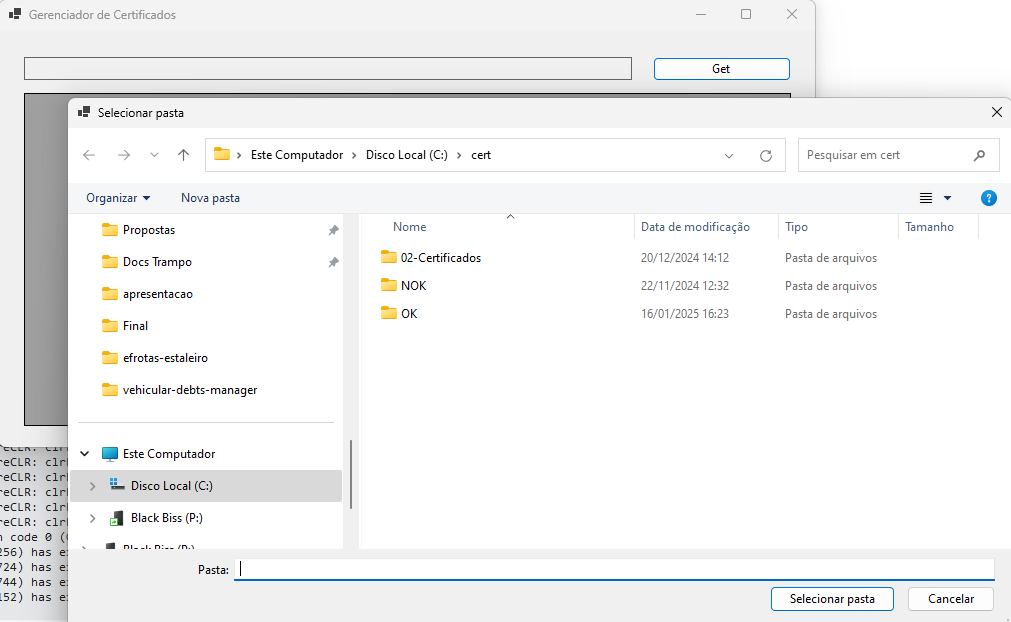 Gerenciador de Certificados
Get
Selecionar pasta
Este Computador > Disco Local (C:) > cert
Pesquisar em cert
Organizar
Nova pasta
?
Propostas
Docs Trampo
apresentacao
Final
efrotas-estaleiro
vehicular-debts-manager
Este Computador
Disco Local (C:)
Black Biss (P:)
Nome Data de modificação Tipo Tamanho
02-Certificados 20/12/2024 14:12 Pasta de arquivos
NOK 22/11/2024 12:32 Pasta de arquivos
OK 16/01/2025 16:23 Pasta de arquivos
reCLR: clr
reCLR: clr
reCLR: clr
reCLR: clr
reCLR: clr
code 0 (
256) has e
724) has e
744) has e
152) has e
Pasta:
Selecionar pasta
Cancelar